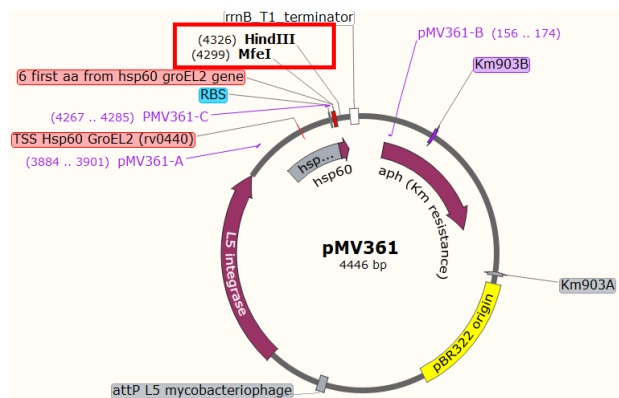 rrnB_T1_terminator
(4326) HindIII
(4299) MfeI
pMV361-B (156 .. 174)
Km903B
6 first aa from hsp60 groEL2 gene
RBS
(4267 .. 4285) PMV361-C
TSS Hsp60 GroEL2 (rv0440)
(3884 .. 3901) pMV361-A
hsp...
hsp60
aph (Km resistance)
L5 integrase
pMV361
4446 bp
Km903A
pBR322 origin
attP L5 mycobacteriophage